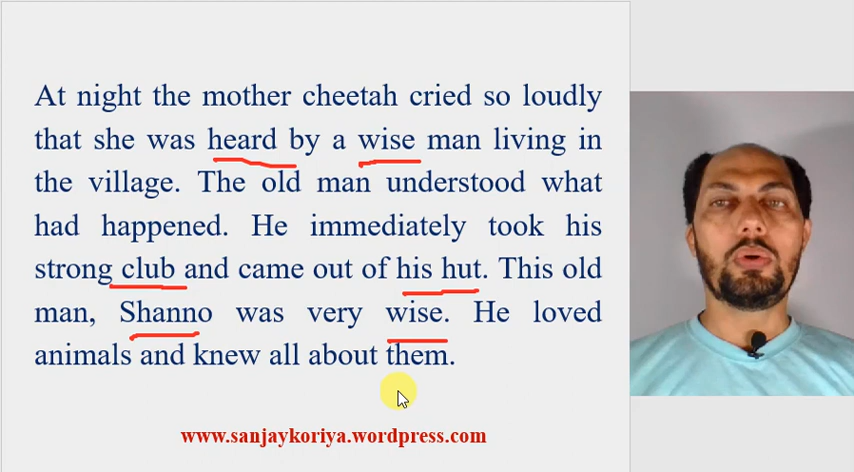 At night the mother cheetah cried so loudly
that she was heard by a wise man living in
the village. The old man understood what
had happened. He immediately took his
strong club and came out of his hut. This old
man, Shanno was very wise. He loved
animals and knew all about them.
www.sanjaykoriya.wordpress.com